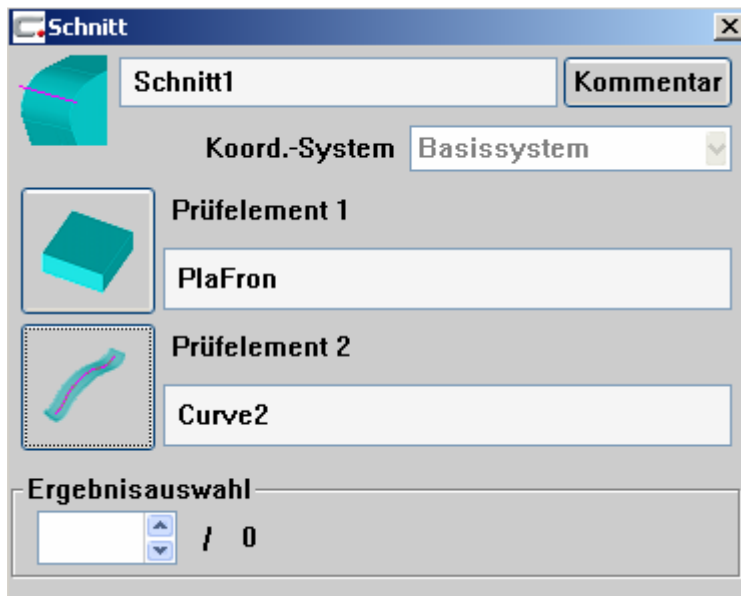 Schnitt
Schnitt1 Kommentar
Koord.-System Basissystem
Prüfelement 1
PlaFron
Prüfelement 2
Curve2
Ergebnisauswahl
/ 0